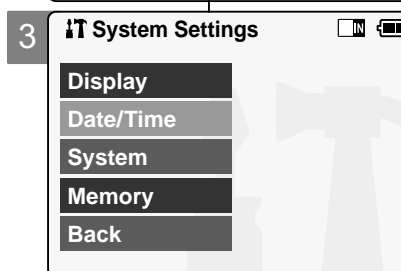 3
System Settings
IN
Display
Date/Time
System
Memory
Back